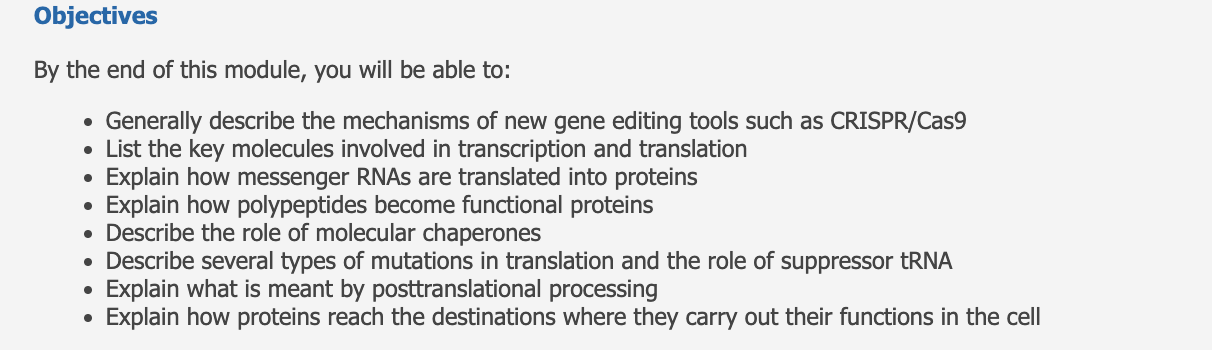 Objectives
By the end of this module, you will be able to:
• Generally describe the mechanisms of new gene editing tools such as CRISPR/Cas9
• List the key molecules involved in transcription and translation
• Explain how messenger RNAs are translated into proteins
• Explain how polypeptides become functional proteins
• Describe the role of molecular chaperones
• Describe several types of mutations in translation and the role of suppressor tRNA
• Explain what is meant by posttranslational processing
• Explain how proteins reach the destinations where they carry out their functions in the cell